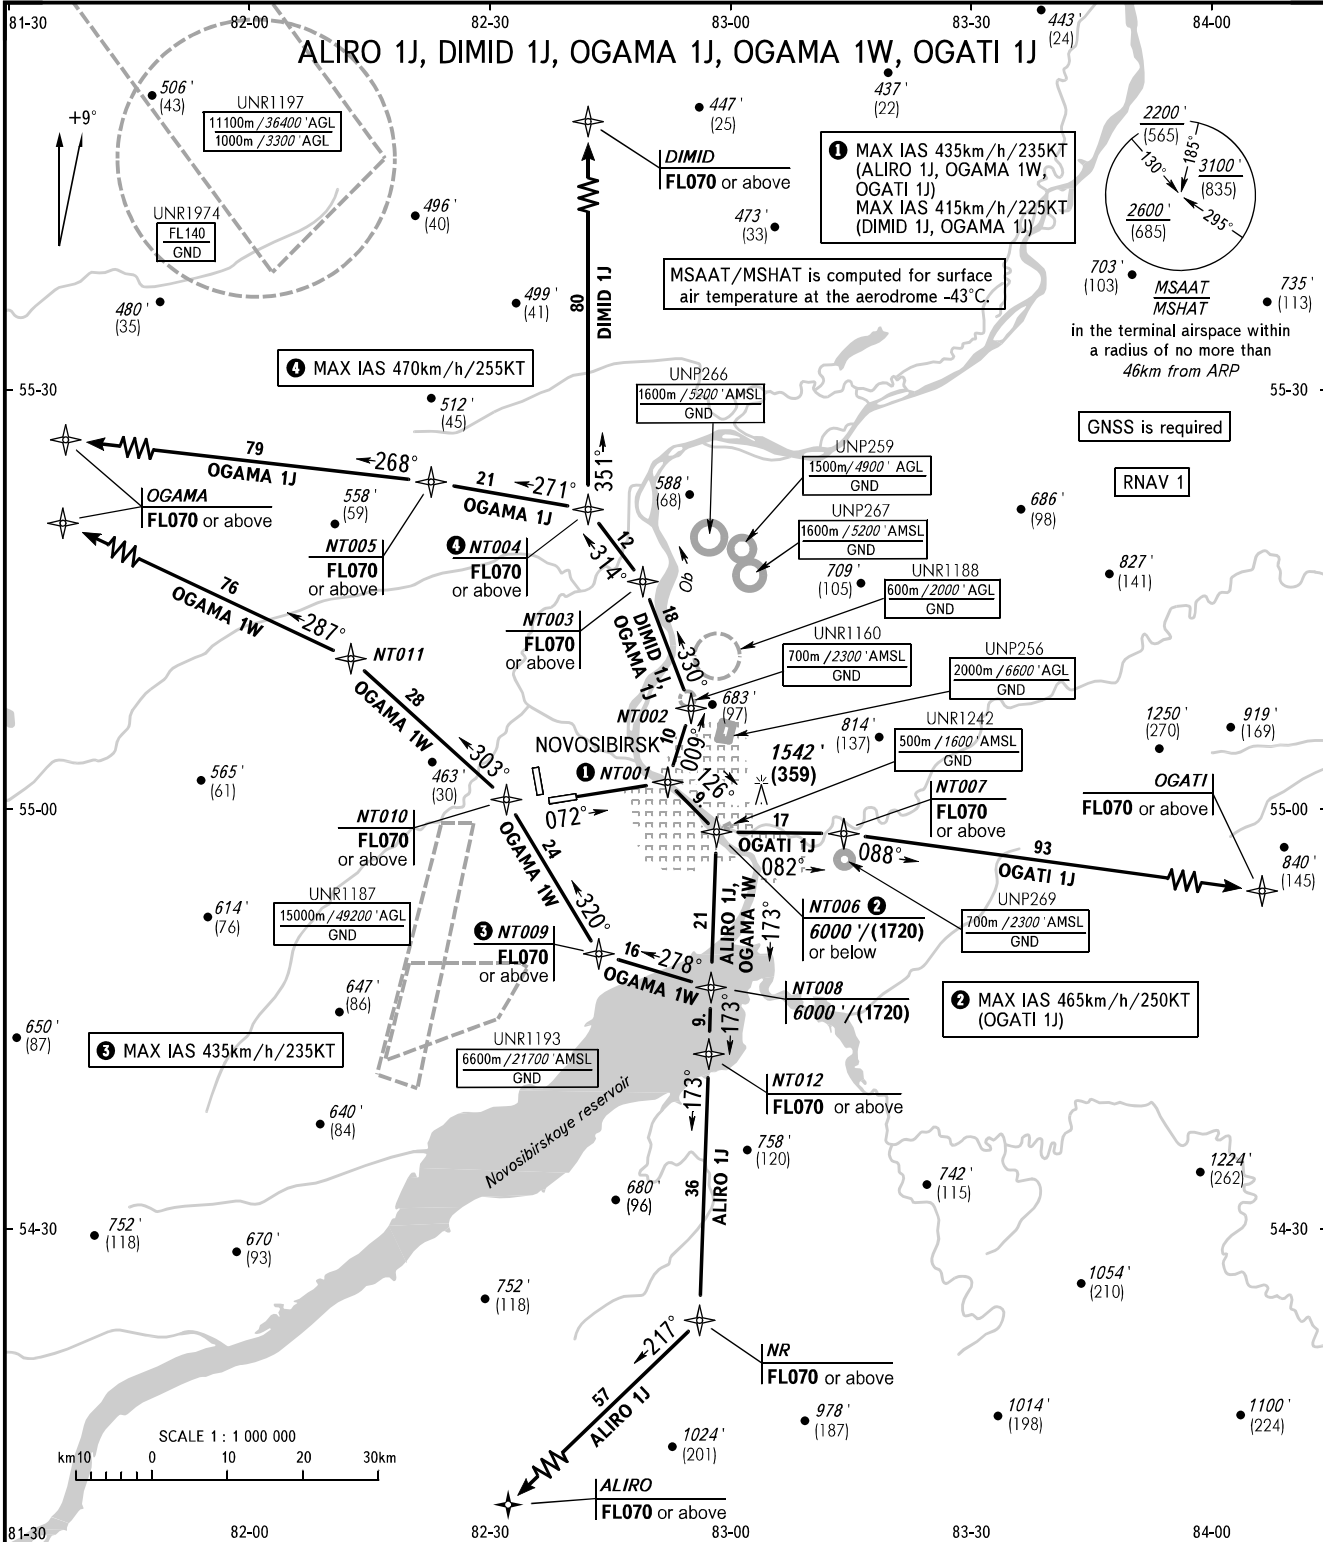 81-30
82-00
82-30
83-00
83-30
84-00
443'
(24)
ALIRO 1J, DIMID 1J, OGAMA 1J, OGAMA 1W, OGATI 1J
506'
(43)
+9°
UNR1197
11100m/36400'AGL
1000m/3300'AGL
447'
(25)
437'
(22)
DIMID
FL070 or above
❶ MAX IAS 435km/h/235KT
(ALIRO 1J, OGAMA 1W,
OGATI 1J)
MAX IAS 415km/h/225KT
(DIMID 1J, OGAMA 1J)
2200'
(565)
130°
185°
3100'
(835)
2600'
(685)
295°
MSAAT
MSHAT
in the terminal airspace within
a radius of no more than
46km from ARP
UNR1974
FL140
GND
496'
(40)
473'
(33)
MSAAT/MSHAT is computed for surface
air temperature at the aerodrome -43°C.
703'
(103)
735'
(113)
480'
(35)
499'
(41)
80
DIMID 1J
❹ MAX IAS 470km/h/255KT
55-30
55-30
512'
(45)
UNP266
1600m/5200'AMSL
GND
GNSS is required
RNAV 1
UNP259
1500m/4900' AGL
GND
UNP267
1600m/5200'AMSL
GND
79
OGAMA 1J
268°
21
OGAMA 1J
271°
351°
588'
(68)
686'
(98)
OGAMA
FL070 or above
558'
(59)
NT005
FL070
or above
❹ NT004
FL070
or above
12
314°
Ob
709'
(105)
827'
(141)
UNR1188
600m/2000'AGL
GND
76
OGAMA 1W
287°
NT011
NT003
FL070
or above
18
DIMID 1J,
OGAMA 1J
330°
UNR1160
700m/2300'AMSL
GND
UNP256
2000m/6600'AGL
GND
28
OGAMA 1W
303°
NT002
683'
(97)
10
009°
NOVOSIBIRSK
❶ NT001
072°
126°
9.
1542'
(359)
814'
(137)
UNR1242
500m/1600'AMSL
GND
1250'
(270)
919'
(169)
565'
(61)
463'
(30)
55-00
55-00
NT010
FL070
or above
17
OGATI 1J
082°
NT007
FL070
or above
088°
OGATI
FL070 or above
93
OGATI 1J
840'
(145)
24
OGAMA 1W
320°
UNR1187
15000m/49200'AGL
GND
614'
(76)
21
ALIRO 1J,
OGAMA 1W
173°
NT006 ❷
6000'/(1720)
or below
UNP269
700m/2300'AMSL
GND
❸ NT009
FL070
or above
16
278°
OGAMA 1W
NT008
6000'/(1720)
❷ MAX IAS 465km/h/250KT
(OGATI 1J)
647'
(86)
650'
(87)
❸ MAX IAS 435km/h/235KT
9.
173°
UNR1193
6600m/21700'AMSL
GND
NT012
FL070 or above
173°
Novosibirskoye reservoir
640'
(84)
758'
(120)
36
ALIRO 1J
680'
(96)
742'
(115)
1224'
(262)
54-30
54-30
752'
(118)
670'
(93)
752'
(118)
1054'
(210)
217°
NR
FL070 or above
57
ALIRO 1J
978'
(187)
1014'
(198)
1100'
(224)
1024'
(201)
SCALE 1 : 1 000 000
km10
0
10
20
30km
ALIRO
FL070 or above
81-30
82-00
82-30
83-00
83-30
84-00